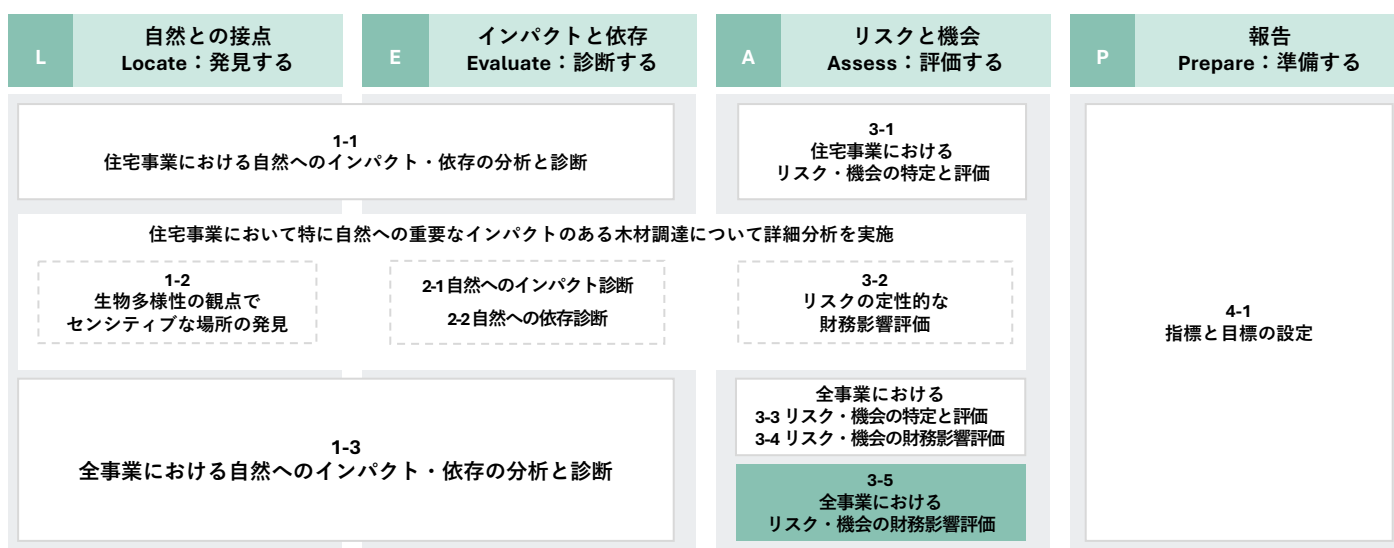 L
自然との接点
Locate：発見する
E
インパクトと依存
Evaluate：診断する
A
リスクと機会
Assess：評価する
P
報告
Prepare：準備する
1-1
住宅事業における自然へのインパクト・依存の分析と診断
3-1
住宅事業における
リスク・機会の特定と評価
住宅事業において特に自然への重要なインパクトのある木材調達について詳細分析を実施
1-2
生物多様性の観点で
センシティブな場所の発見
2-1 自然へのインパクト診断
2-2 自然への依存診断
3-2
リスクの定性的な
財務影響評価
1-3
全事業における自然へのインパクト・依存の分析と診断
全事業における
3-3 リスク・機会の特定と評価
3-4 リスク・機会の財務影響評価
3-5
全事業における
リスク・機会の財務影響評価
4-1
指標と目標の設定